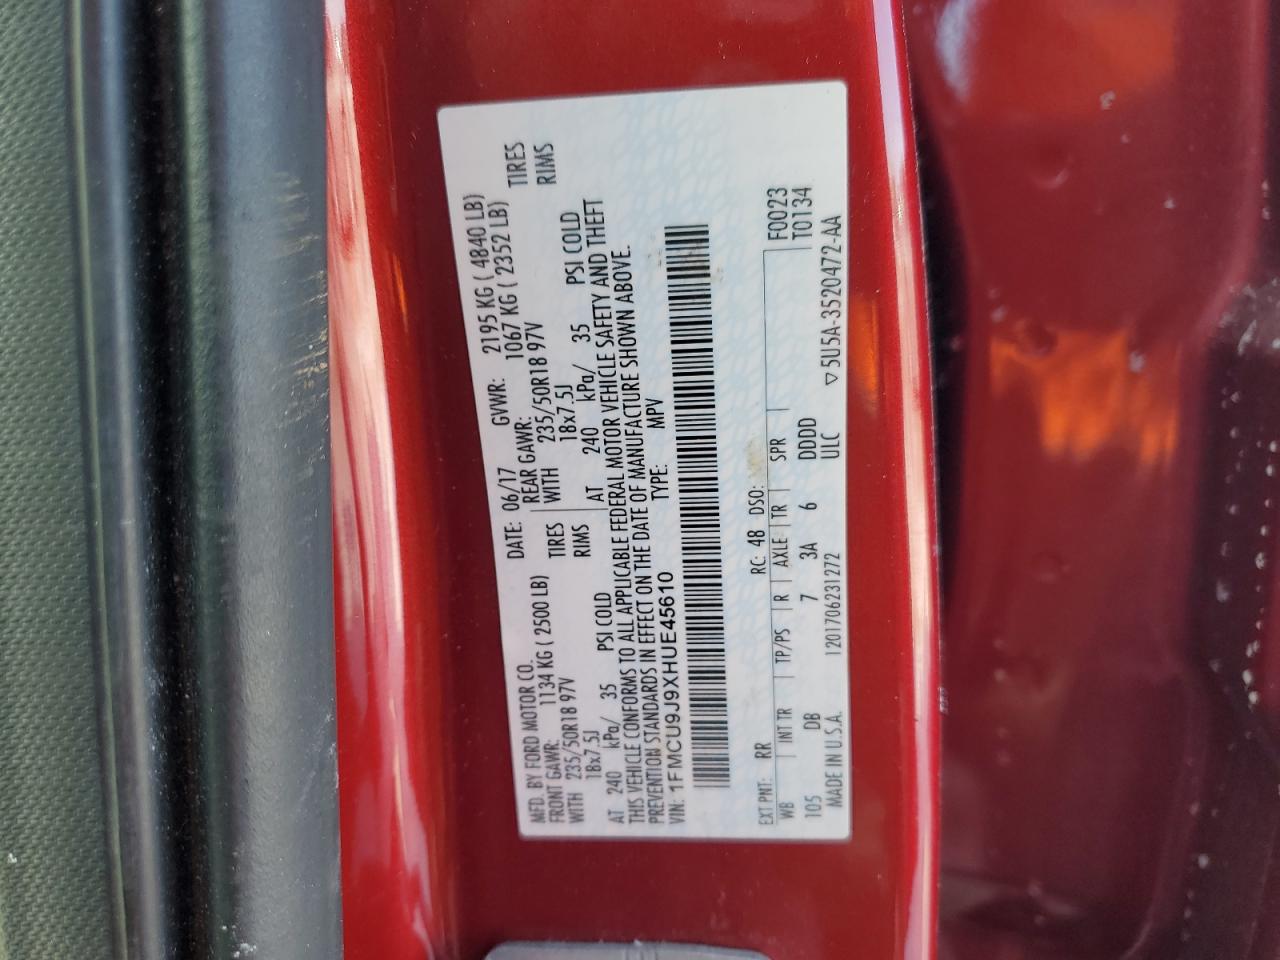 MFD. BY FORD MOTOR CO.
DATE: 06/17 GVWR: 2195 KG ( 4840 LB)
FRONT GAWR: 1134 KG ( 2500 LB)
REAR GAWR: 1067 KG ( 2352 LB)
WITH 235/50R18 97V TIRES
WITH 235/50R18 97V TIRES
18x7.5J RIMS
18x7.5J RIMS
AT 240 kPa/ 35 PSI COLD
AT 240 kPa/ 35 PSI COLD
THIS VEHICLE CONFORMS TO ALL APPLICABLE FEDERAL MOTOR VEHICLE SAFETY AND THEFT
PREVENTION STANDARDS IN EFFECT ON THE DATE OF MANUFACTURE SHOWN ABOVE.
VIN: 1FMCU9J9XHUE45610 TYPE: MPV
EXT PNT: RR RC: 48 DSO: F0023
WB INT TR TP/PS R AXLE TR SPR T0134
105 DB 7 3A 6 DDDD
MADE IN U.S.A. 1201706231272 ULC ▽5U5A-3520472-AA